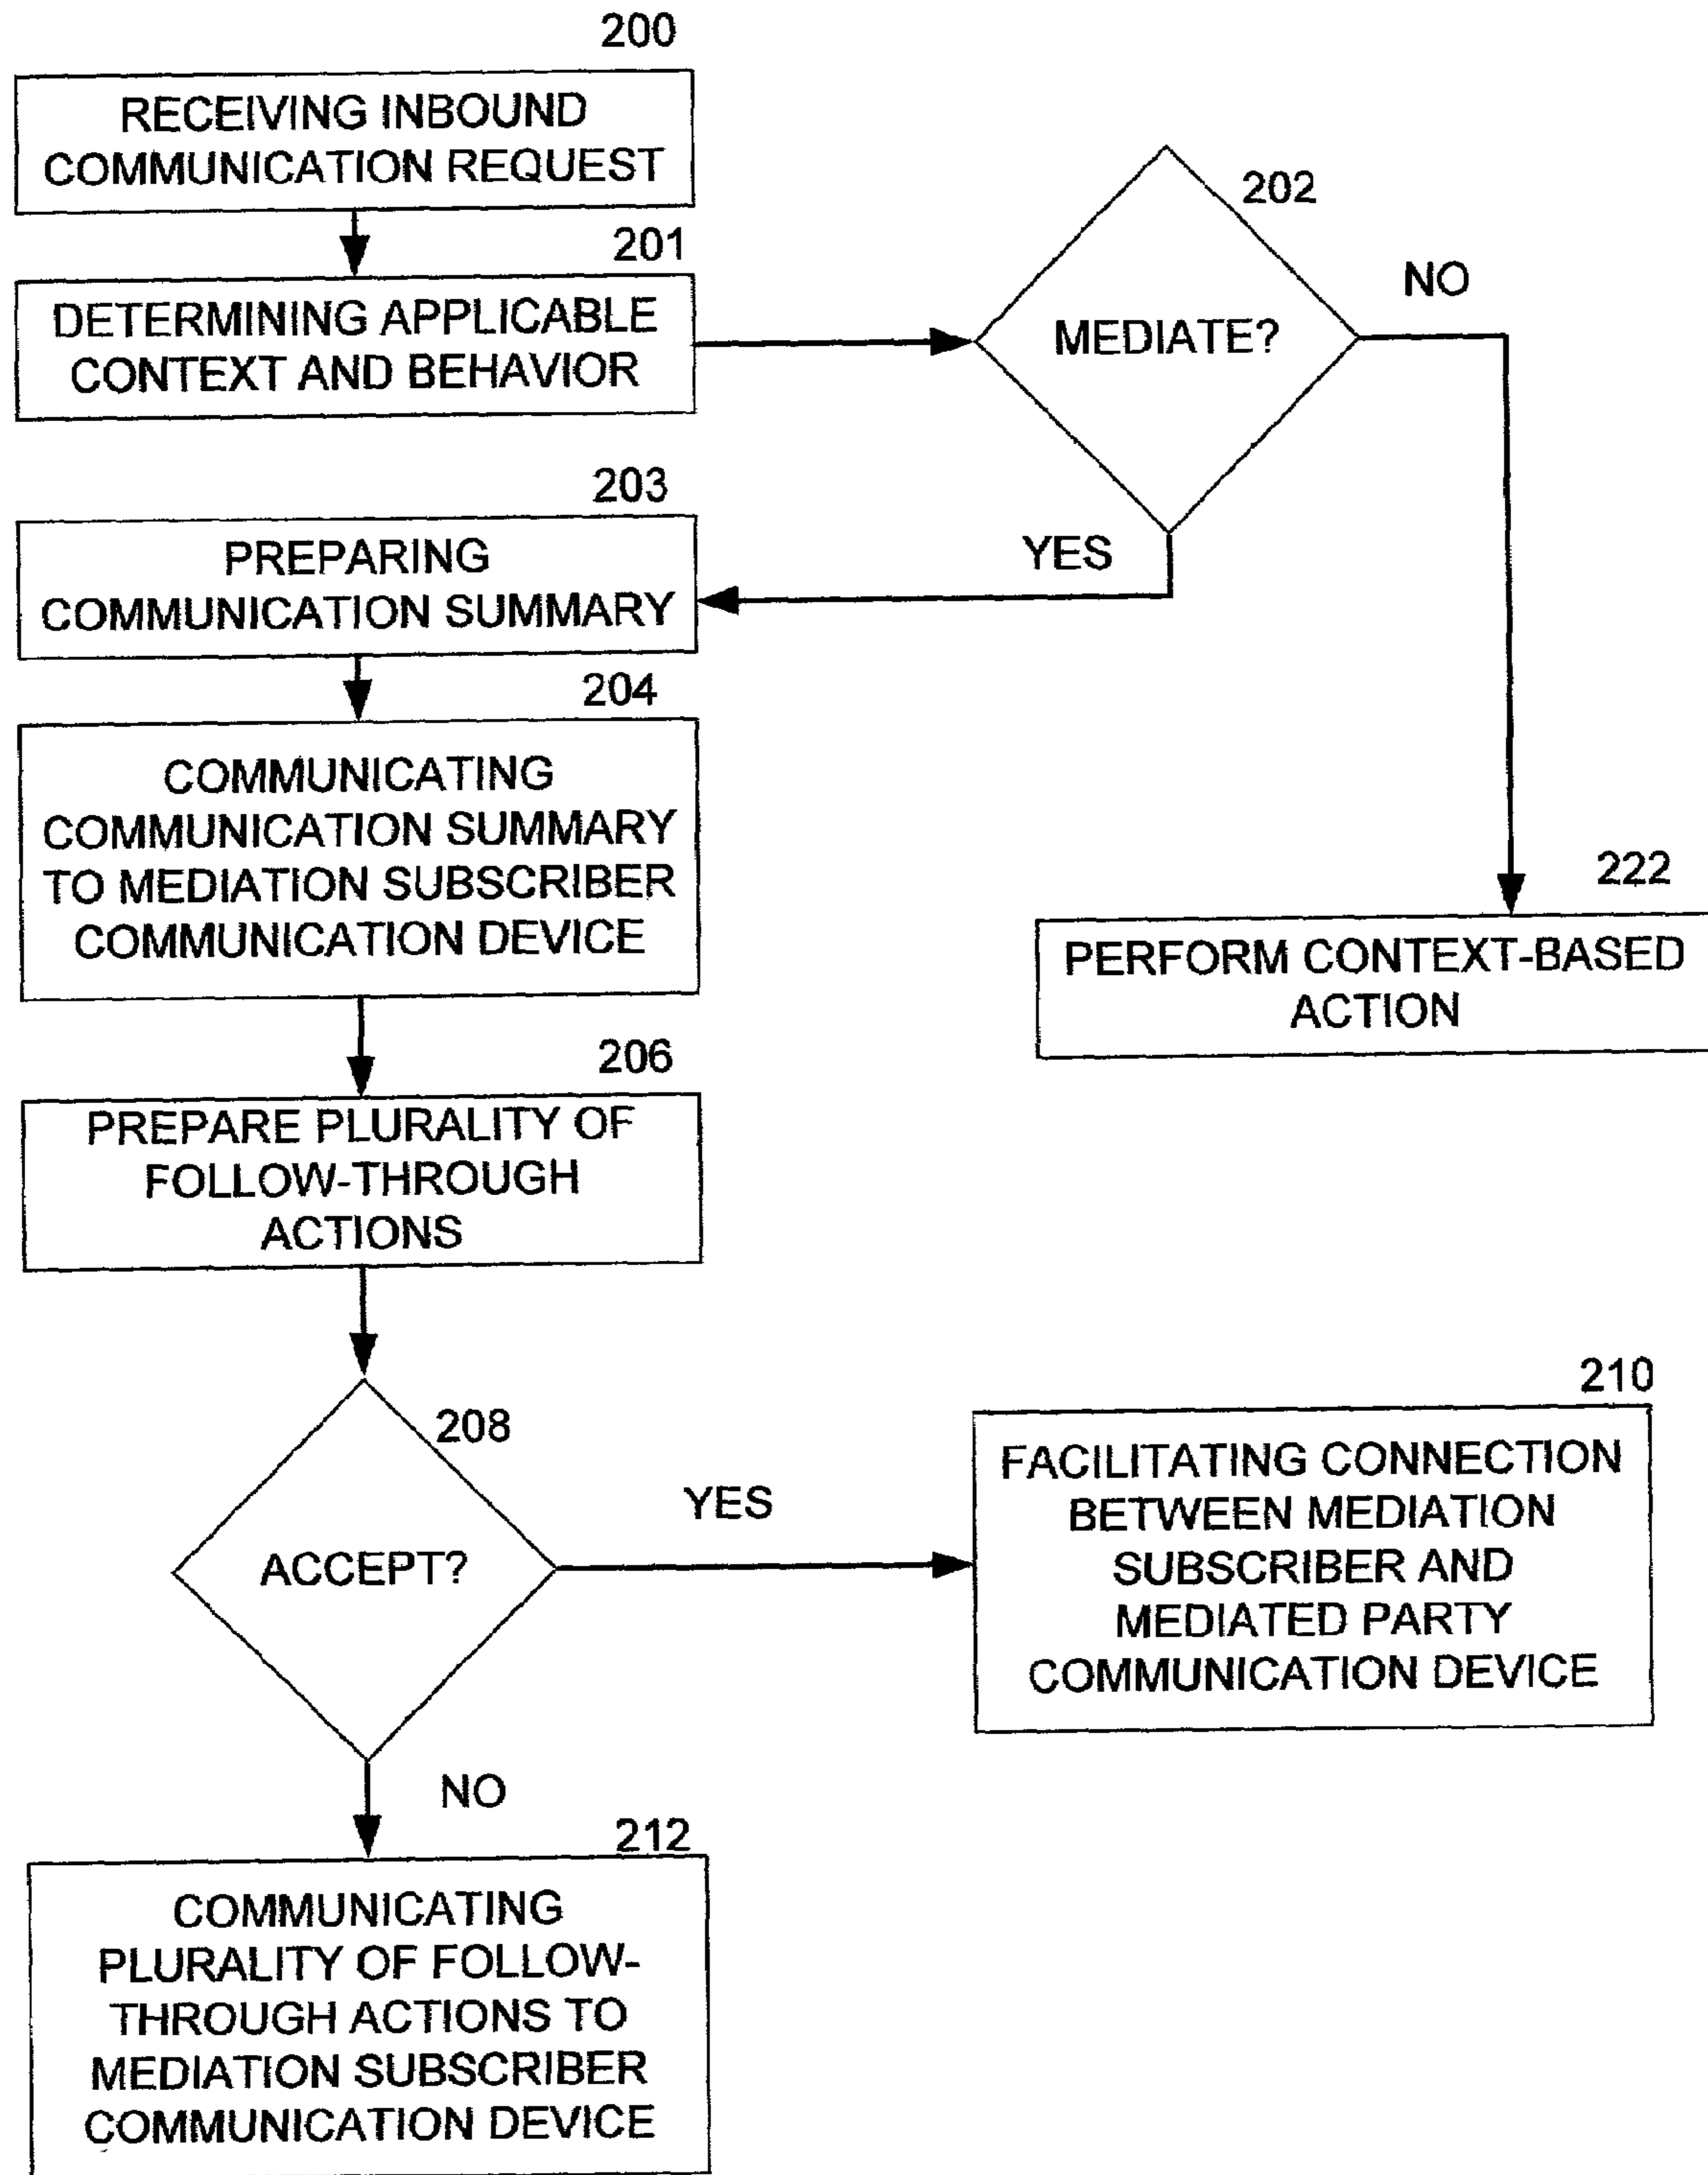 200
RECEIVING INBOUND
COMMUNICATION REQUEST
201
DETERMINING APPLICABLE
CONTEXT AND BEHAVIOR
202
MEDIATE?
NO
YES
203
PREPARING
COMMUNICATION SUMMARY
204
COMMUNICATING
COMMUNICATION SUMMARY
TO MEDIATION SUBSCRIBER
COMMUNICATION DEVICE
222
PERFORM CONTEXT-BASED
ACTION
206
PREPARE PLURALITY OF
FOLLOW-THROUGH
ACTIONS
208
ACCEPT?
YES
NO
210
FACILITATING CONNECTION
BETWEEN MEDIATION
SUBSCRIBER AND
MEDIATED PARTY
COMMUNICATION DEVICE
212
COMMUNICATING
PLURALITY OF FOLLOW-
THROUGH ACTIONS TO
MEDIATION SUBSCRIBER
COMMUNICATION DEVICE